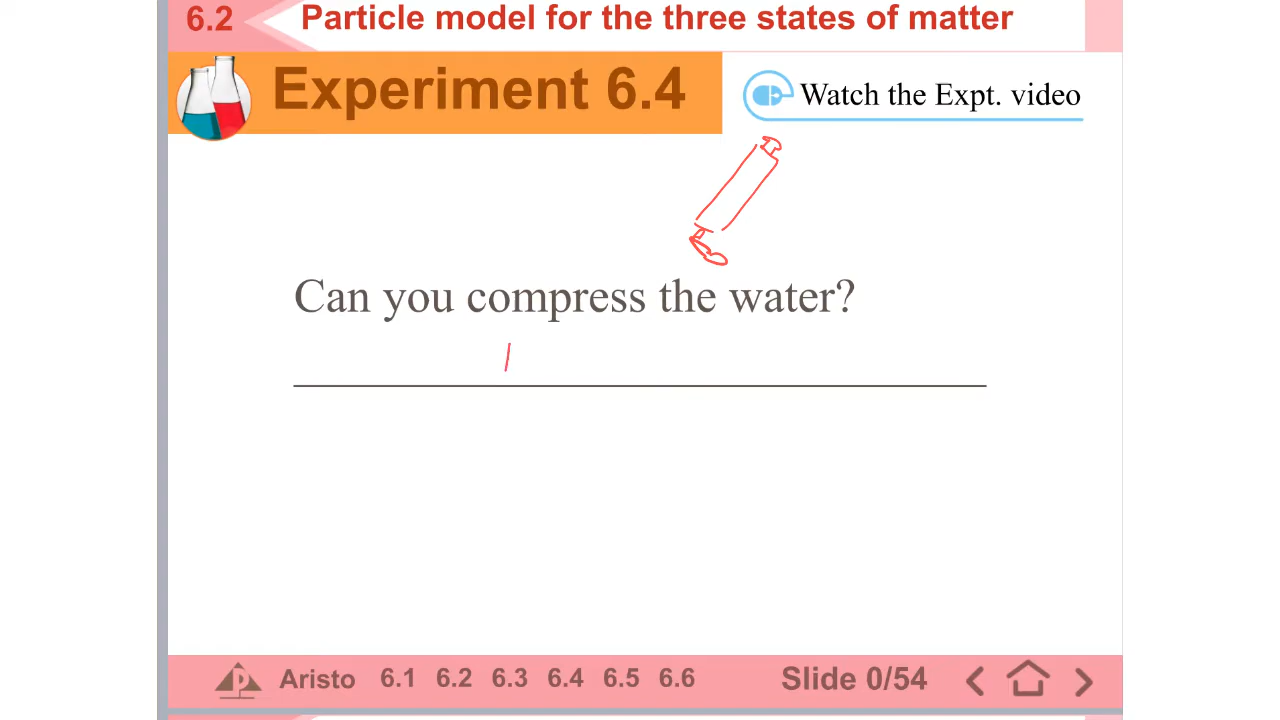 6.2 Particle model for the three states of matter
Experiment 6.4
Watch the Expt. video
Can you compress the water?
Aristo 6.1 6.2 6.3 6.4 6.5 6.6 Slide 0/54